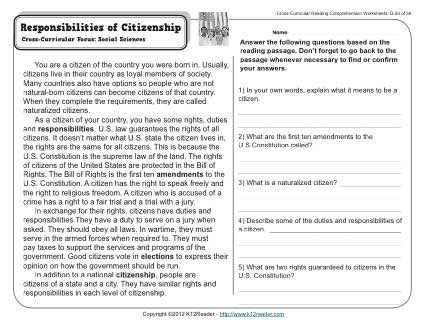 Cross-Curricular Reading Comprehension Worksheets: D-26 of 36
Responsibilities of Citizenship
Cross-Curricular Focus: Social Sciences
You are a citizen of the country you were born in. Usually,
citizens live in their country as loyal members of society.
Many countries also have options so people who are not
natural-born citizens can become citizens of that country.
When they complete the requirements, they are called
naturalized citizens.
As a citizen of your country, you have some rights, duties
and responsibilities. U.S. law guarantees the rights of all
citizens. It doesn't matter what U.S. state the citizen lives in,
the rights are the same for all citizens. This is because the
U.S. Constitution is the supreme law of the land. The rights
of citizens of the United States are protected in the Bill of
Rights. The Bill of Rights is the first ten amendments to the
U.S. Constitution. A citizen has the right to speak freely and
the right to religious freedom. A citizen who is accused of a
crime has a right to a fair trial and a trial with a jury.
In exchange for their rights, citizens have duties and
responsibilities.They have a duty to serve on a jury when
asked. They should obey all laws. In wartime, they must
serve in the armed forces when required to. They must
pay taxes to support the services and programs of the
government. Good citizens vote in elections to express their
opinion on how the government should be run.
In addition to a national citizenship, people are
citizens of a state and a city. They have similar rights and
responsibilities in each level of citizenship.
Name
Answer the following questions based on the
reading passage. Don't forget to go back to the
passage whenever necessary to find or confirm
your answers.
1) In your own words, explain what it means to be a
citizen.
2) What are the first ten amendments to the
U.S.Constitution called?
3) What is a naturalized citizen?
4) Describe some of the duties and responsibilities of
a citizen.
5) What are two rights guaranteed to citizens in the
U.S. Constitution?
Copyright ©2012 K12Reader - http://www.k12reader.com